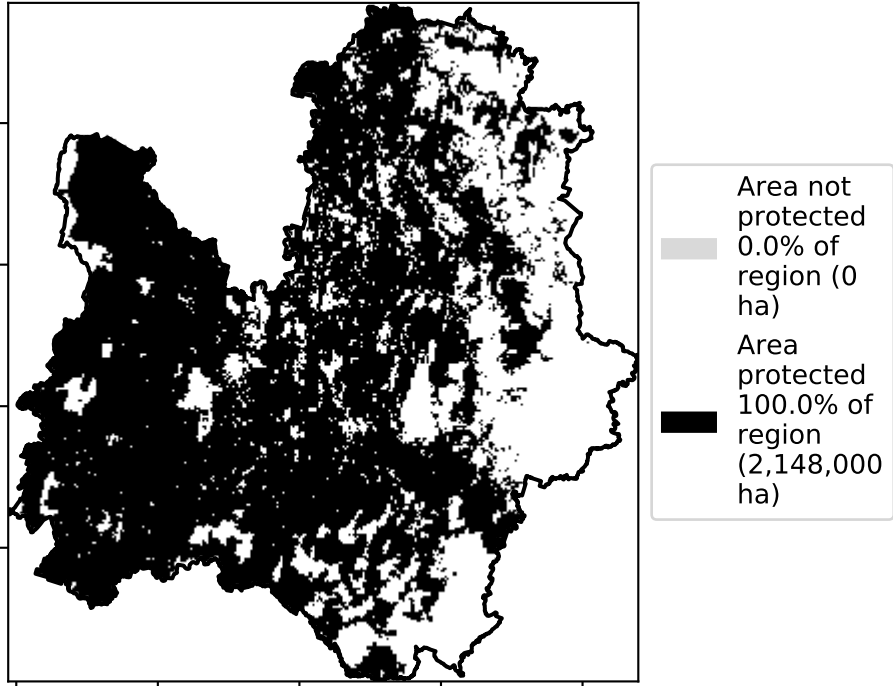 Area not
protected
0.0% of
region (0
ha)
Area
protected
100.0% of
region
(2,148,000
ha)